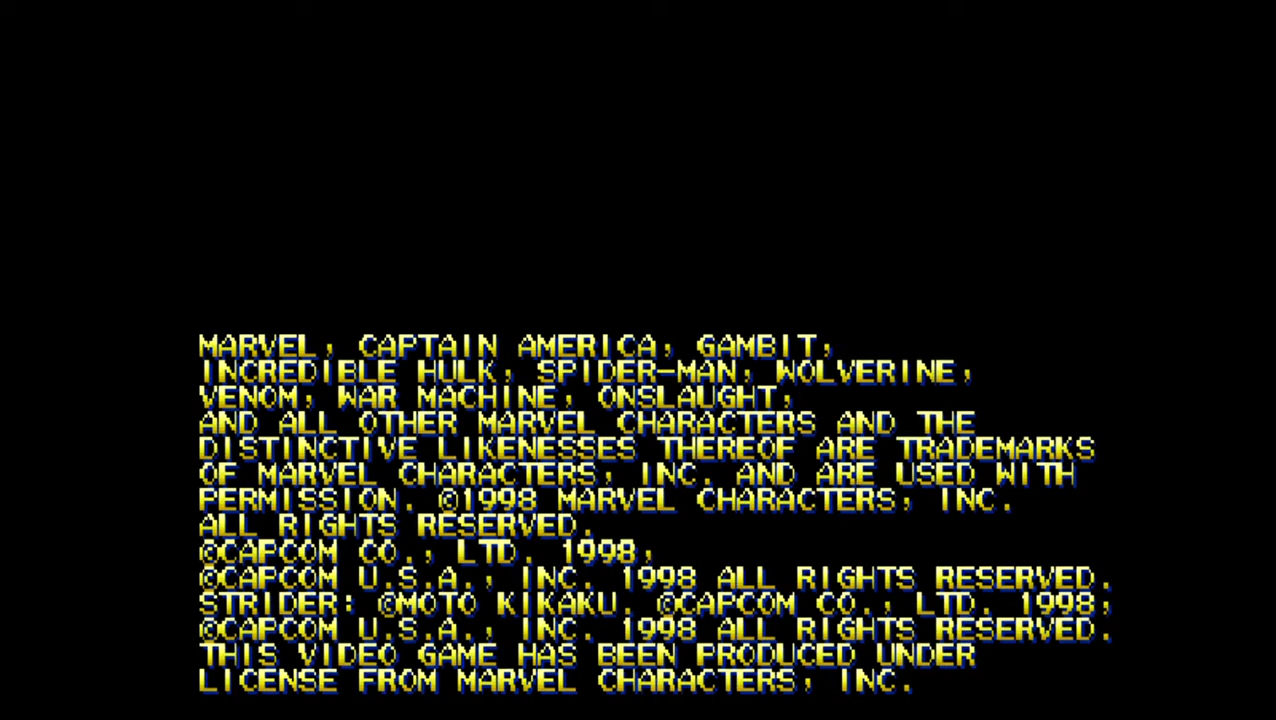 MARVEL, CAPTAIN AMERICA, GAMBIT,
INCREDIBLE HULK, SPIDER-MAN, WOLVERINE,
VENOM, WAR MACHINE, ONSLAUGHT,
AND ALL OTHER MARVEL CHARACTERS AND THE
DISTINCTIVE LIKENESSES THEREOF ARE TRADEMARKS
OF MARVEL CHARACTERS, INC. AND ARE USED WITH
PERMISSION. ©1998 MARVEL CHARACTERS, INC.
ALL RIGHTS RESERVED.
©CAPCOM CO., LTD. 1998,
©CAPCOM U.S.A., INC. 1998 ALL RIGHTS RESERVED.
STRIDER: ©MOTO KIKAKU. ©CAPCOM CO., LTD. 1998,
©CAPCOM U.S.A., INC. 1998 ALL RIGHTS RESERVED.
THIS VIDEO GAME HAS BEEN PRODUCED UNDER
LICENSE FROM MARVEL CHARACTERS, INC.